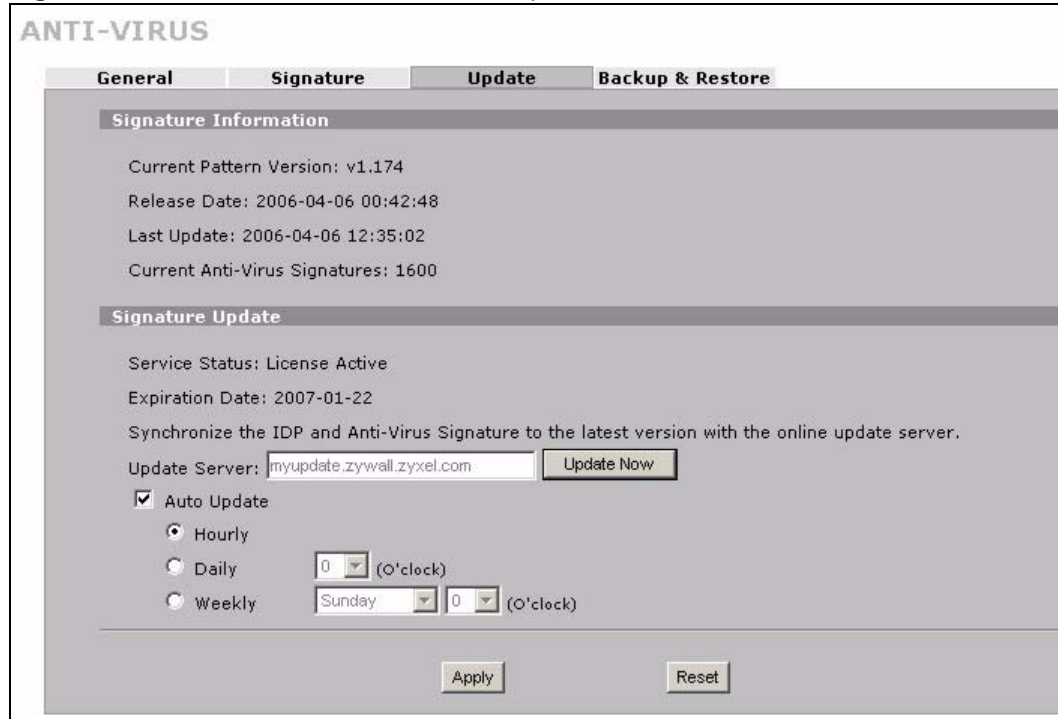 ANTI-VIRUS
General Signature Update Backup & Restore
Signature Information
Current Pattern Version: v1.174
Release Date: 2006-04-06 00:42:48
Last Update: 2006-04-06 12:35:02
Current Anti-Virus Signatures: 1600
Signature Update
Service Status: License Active
Expiration Date: 2007-01-22
Synchronize the IDP and Anti-Virus Signature to the latest version with the online update server.
Update Server: myupdate.zywall.zyxel.com Update Now
Auto Update
Hourly
Daily 0 (O'clock)
Weekly Sunday 0 (O'clock)
Apply Reset